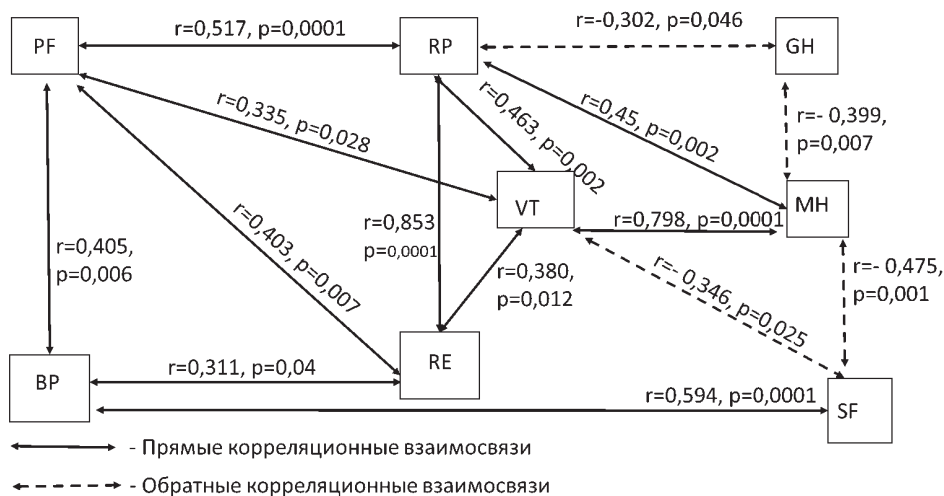 PF
r=0,517, p=0,0001
RP
r=-0,302, p=0,046
GH
r=0,335, p=0,028
r=0,463, p=0,002
r=0,45, p=0,002
r=- 0,399,
p=0,007
VT
MH
r=0,405,
p=0,006
r=0,403, p=0,007
r=0,853
p=0,0001
r=0,798, p=0,0001
r=0,380,
p=0,012
r=- 0,346, p=0,025
r=- 0,475,
p=0,001
BP
r=0,311, p=0,04
RE
r=0,594, p=0,0001
SF
- Прямые корреляционные взаимосвязи
- Обратные корреляционные взаимосвязи